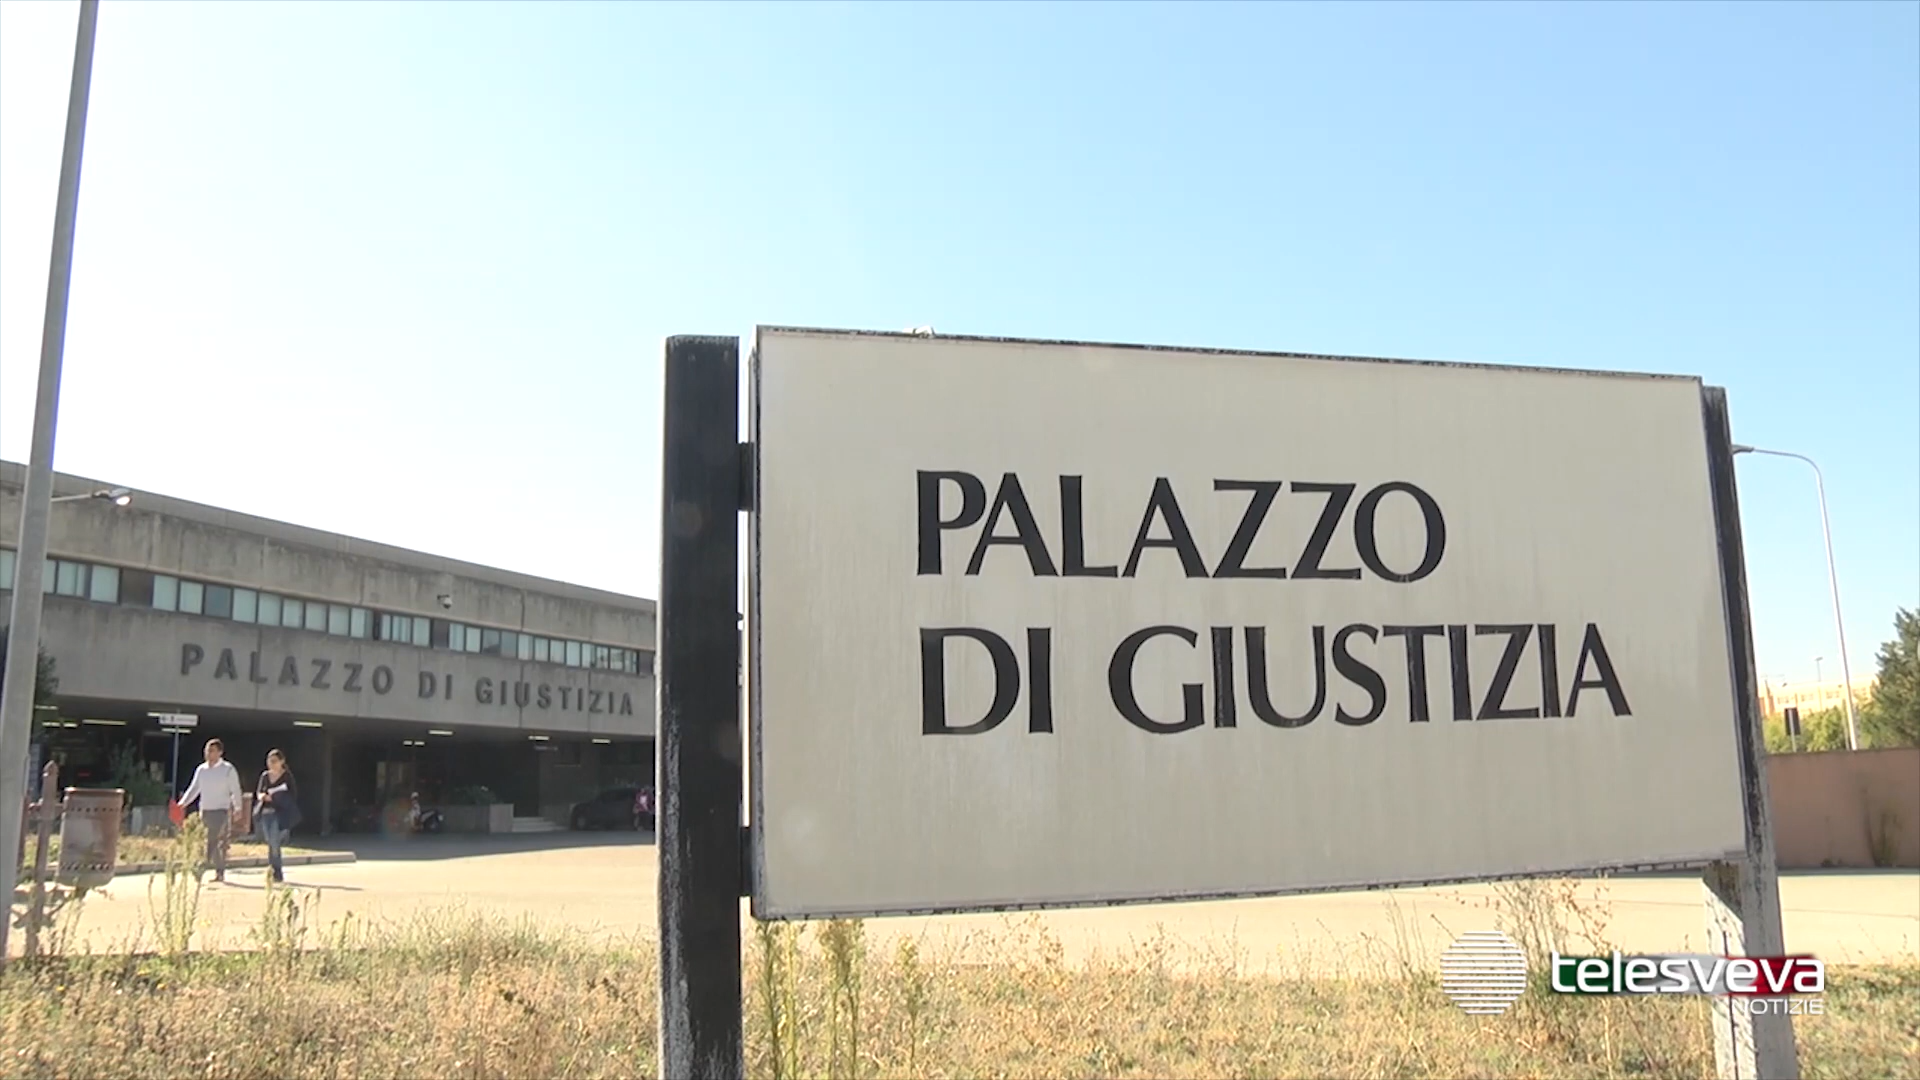 PALAZZO
DI GIUSTIZIA
PALAZZO DI GIUSTIZIA
telesveva
NOTIZIE